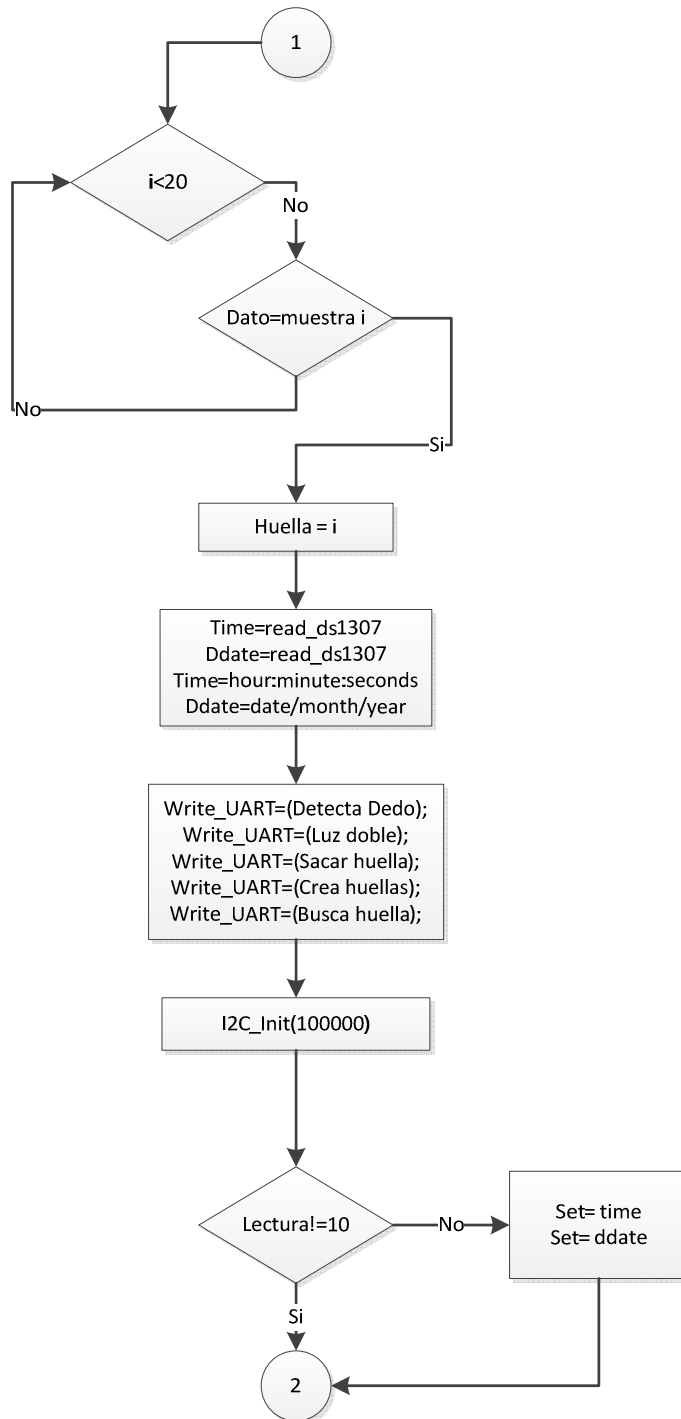 1
i<20
No
Dato=muestra i
No
Si
Huella = i
Time=read_ds1307
Ddate=read_ds1307
Time=hour:minute:seconds
Ddate=date/month/year
Write_UART=(Detecta Dedo);
Write_UART=(Luz doble);
Write_UART=(Sacar huella);
Write_UART=(Crea huellas);
Write_UART=(Busca huella);
I2C_Init(100000)
Lectura!=10
No
Set= time
Set= ddate
Si
2